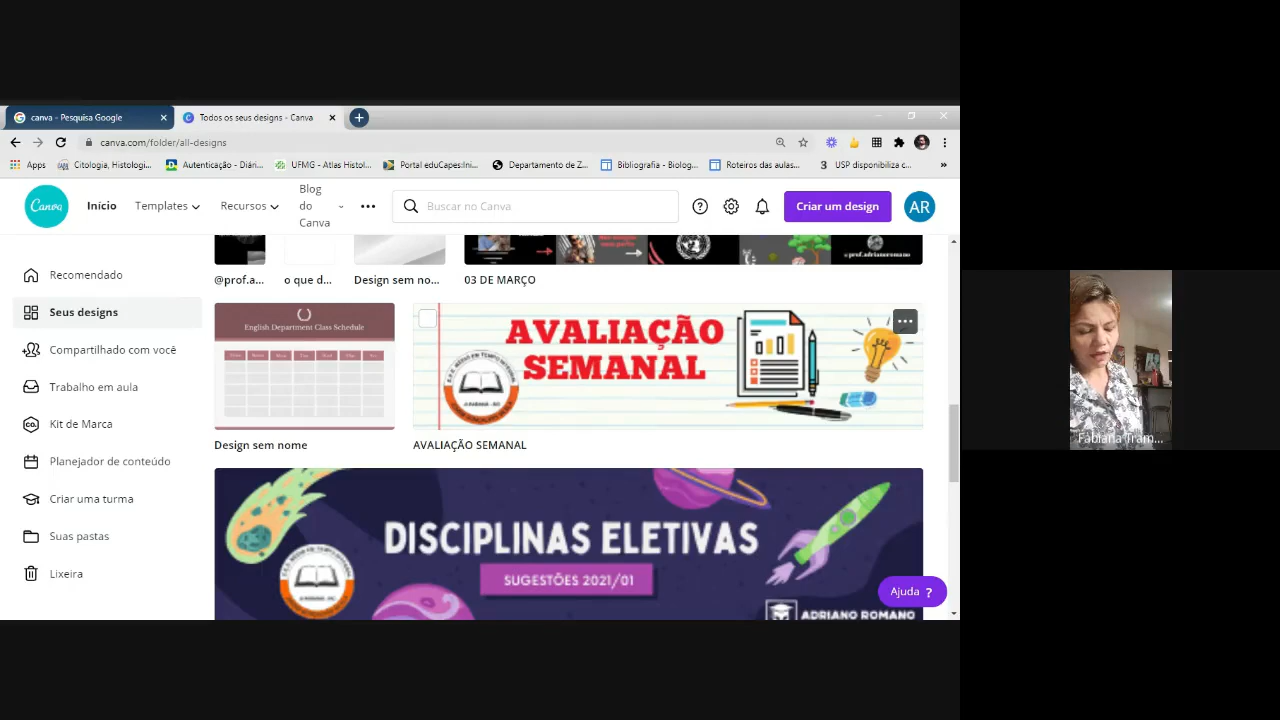 canva - Pesquisa Google
Todos os seus designs - Canva
canva.com/folder/all-designs
Apps
Citologia, Histologi...
Autenticação - Diári...
UFMG - Atlas Histol...
Portal eduCapes:Ini...
Departamento de Z...
Bibliografia - Biolog...
Roteiros das aulas...
USP disponibiliza c...
Canva
Início
Templates
Recursos
Blog do Canva
Buscar no Canva
Criar um design
AR
Recomendado
Seus designs
Compartilhado com você
Trabalho em aula
Kit de Marca
Planejador de conteúdo
Criar uma turma
Suas pastas
Lixeira
@prof.a...
o que d...
Design sem no...
@prof.adrianoromano
03 DE MARÇO
English Department Class Schedule
Design sem nome
AVALIAÇÃO
SEMANAL
AVALIAÇÃO SEMANAL
DISCIPLINAS ELETIVAS
SUGESTÕES 2021/01
ADRIANO ROMANO
Ajuda ?
Fabiana Tram...